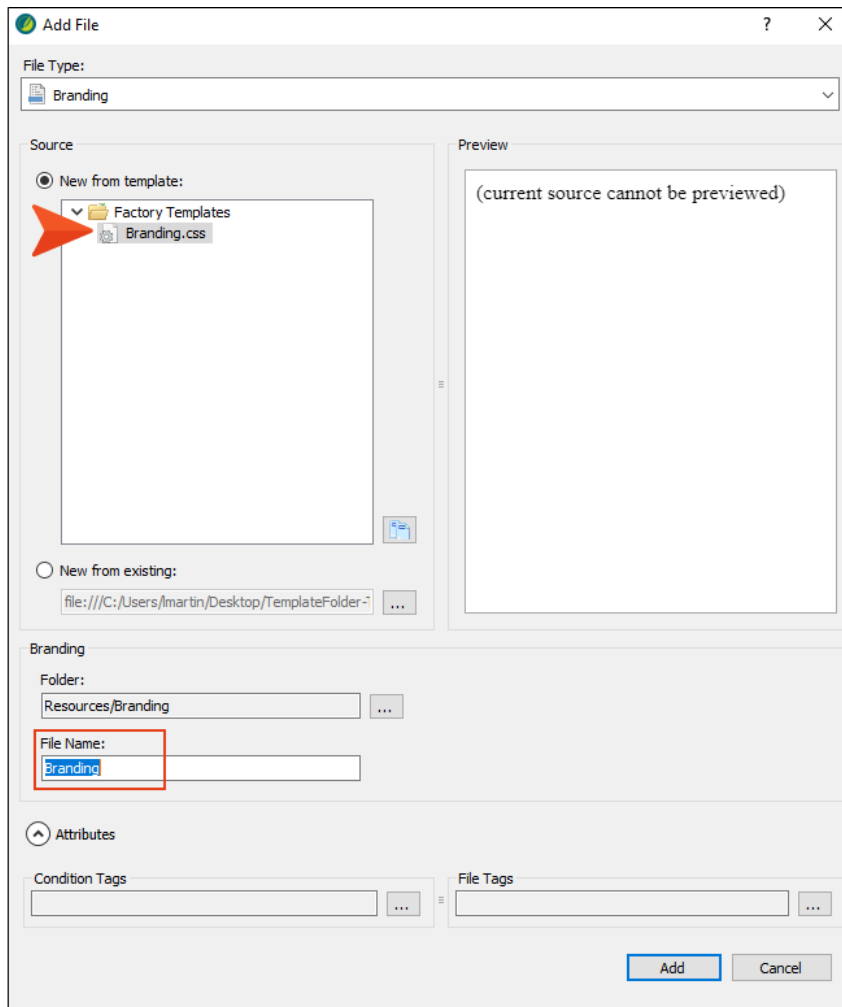 Add File
?
File Type:
Branding
Source
New from template:
Factory Templates
Branding.css
New from existing:
file:///C:/Users/lmartin/Desktop/TemplateFolder-
...
Preview
(current source cannot be previewed)
Branding
Folder:
Resources/Branding
...
File Name:
Branding
Attributes
Condition Tags
...
File Tags
...
Add
Cancel